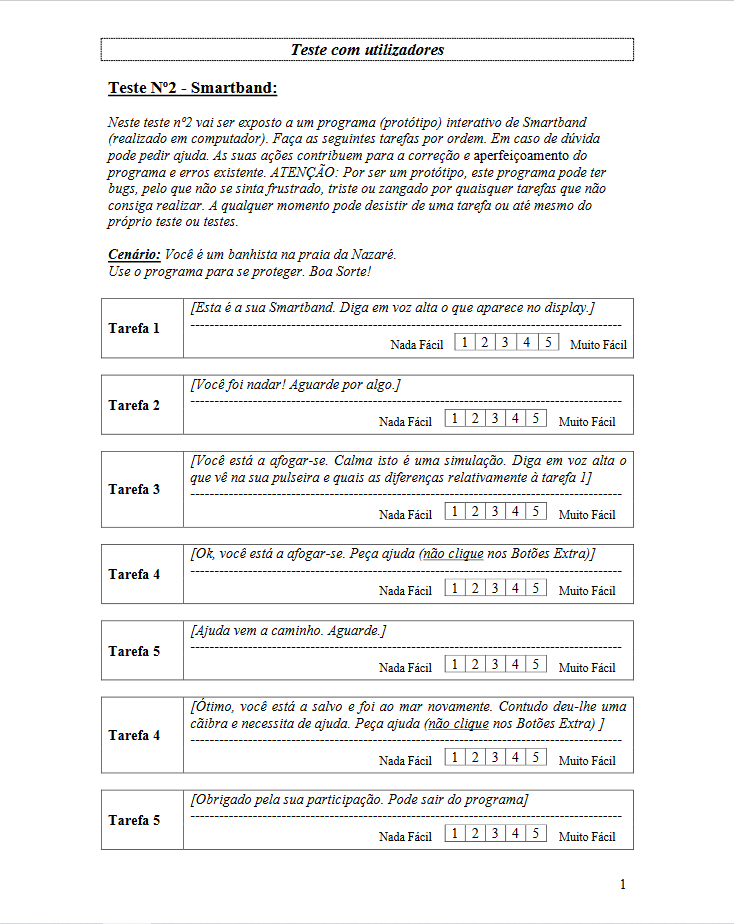 Teste com utilizadores
Teste Nº2 - Smartband:
Neste teste nº2 vai ser exposto a um programa (protótipo) interativo de Smartband
(realizado em computador). Faça as seguintes tarefas por ordem. Em caso de dúvida
pode pedir ajuda. As suas ações contribuem para a correção e aperfeiçoamento do
programa e erros existente. ATENÇÃO: Por ser um protótipo, este programa pode ter
bugs, pelo que não se sinta frustrado, triste ou zangado por quaisquer tarefas que não
consiga realizar. A qualquer momento pode desistir de uma tarefa ou até mesmo do
próprio teste ou testes.
Cenário: Você é um banhista na praia da Nazaré.
Use o programa para se proteger. Boa Sorte!
Tarefa 1
[Esta é a sua Smartband. Diga em voz alta o que aparece no display.]
Nada Fácil 1 2 3 4 5 Muito Fácil
Tarefa 2
[Você foi nadar! Aguarde por algo.]
Nada Fácil 1 2 3 4 5 Muito Fácil
Tarefa 3
[Você está a afogar-se. Calma isto é uma simulação. Diga em voz alta o
que vê na sua pulseira e quais as diferenças relativamente à tarefa 1]
Nada Fácil 1 2 3 4 5 Muito Fácil
Tarefa 4
[Ok, você está a afogar-se. Peça ajuda (não clique nos Botões Extra)]
Nada Fácil 1 2 3 4 5 Muito Fácil
Tarefa 5
[Ajuda vem a caminho. Aguarde.]
Nada Fácil 1 2 3 4 5 Muito Fácil
Tarefa 4
[Ótimo, você está a salvo e foi ao mar novamente. Contudo deu-lhe uma
cãibra e necessita de ajuda. Peça ajuda (não clique nos Botões Extra) ]
Nada Fácil 1 2 3 4 5 Muito Fácil
Tarefa 5
[Obrigado pela sua participação. Pode sair do programa]
Nada Fácil 1 2 3 4 5 Muito Fácil
1